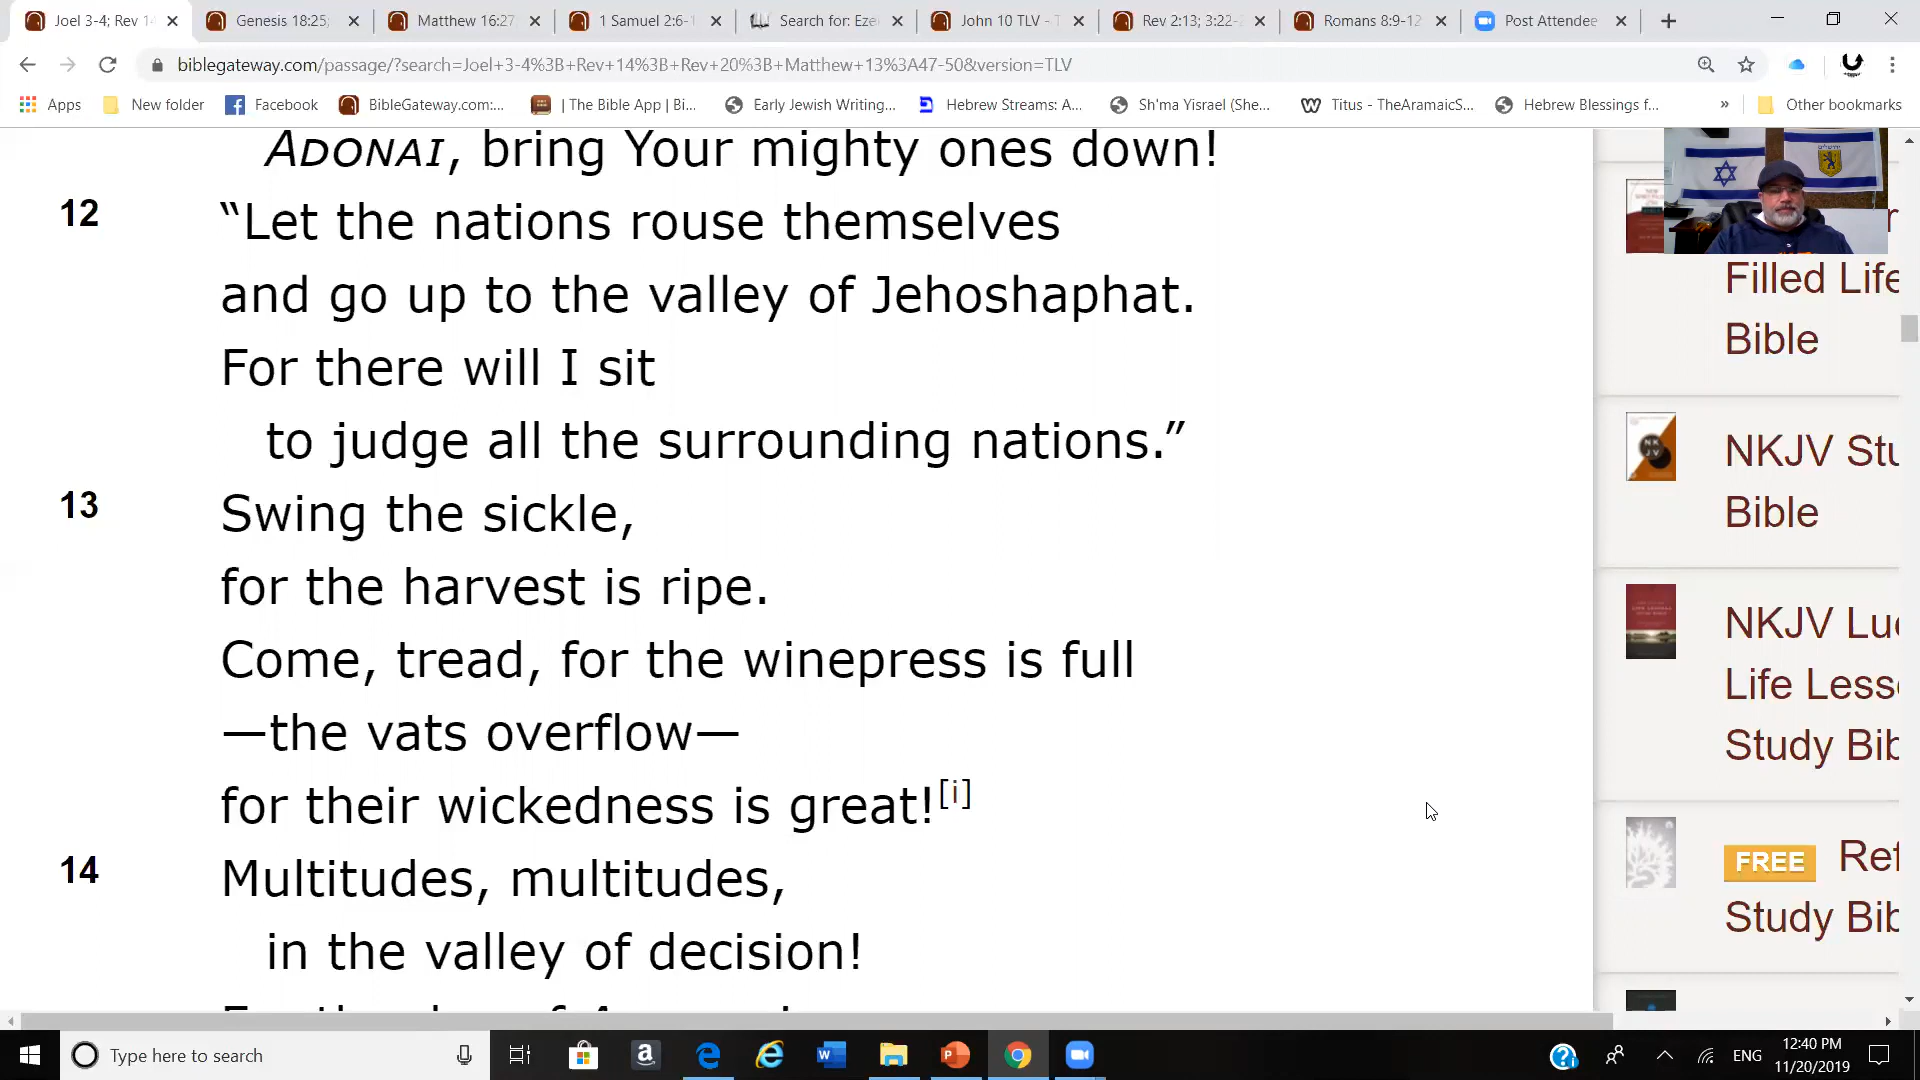 Joel 3-4; Rev 14
Genesis 18:25;
Matthew 16:27
1 Samuel 2:6-1
Search for: Eze
John 10 TLV - T
Rev 2:13; 3:22-
Romans 8:9-12
Post Attendee
biblegateway.com/passage/?search=Joel+3-4%3B+Rev+14%3B+Rev+20%3B+Matthew+13%3A47-50&version=TLV
Apps
New folder
Facebook
BibleGateway.com:...
| The Bible App | Bi...
Early Jewish Writing...
Hebrew Streams: A...
Sh'ma Yisrael (She...
Titus - TheAramaicS...
Hebrew Blessings f...
»
Other bookmarks
ADONAI, bring Your mighty ones down!
12 “Let the nations rouse themselves
and go up to the valley of Jehoshaphat.
For there will I sit
to judge all the surrounding nations.”
13 Swing the sickle,
for the harvest is ripe.
Come, tread, for the winepress is full
—the vats overflow—
for their wickedness is great![i]
14 Multitudes, multitudes,
in the valley of decision!
Filled Life
Bible
NKJV Stu
Bible
NKJV Luc
Life Lesso
Study Bib
FREE Ref
Study Bib
Type here to search
ENG
12:40 PM
11/20/2019